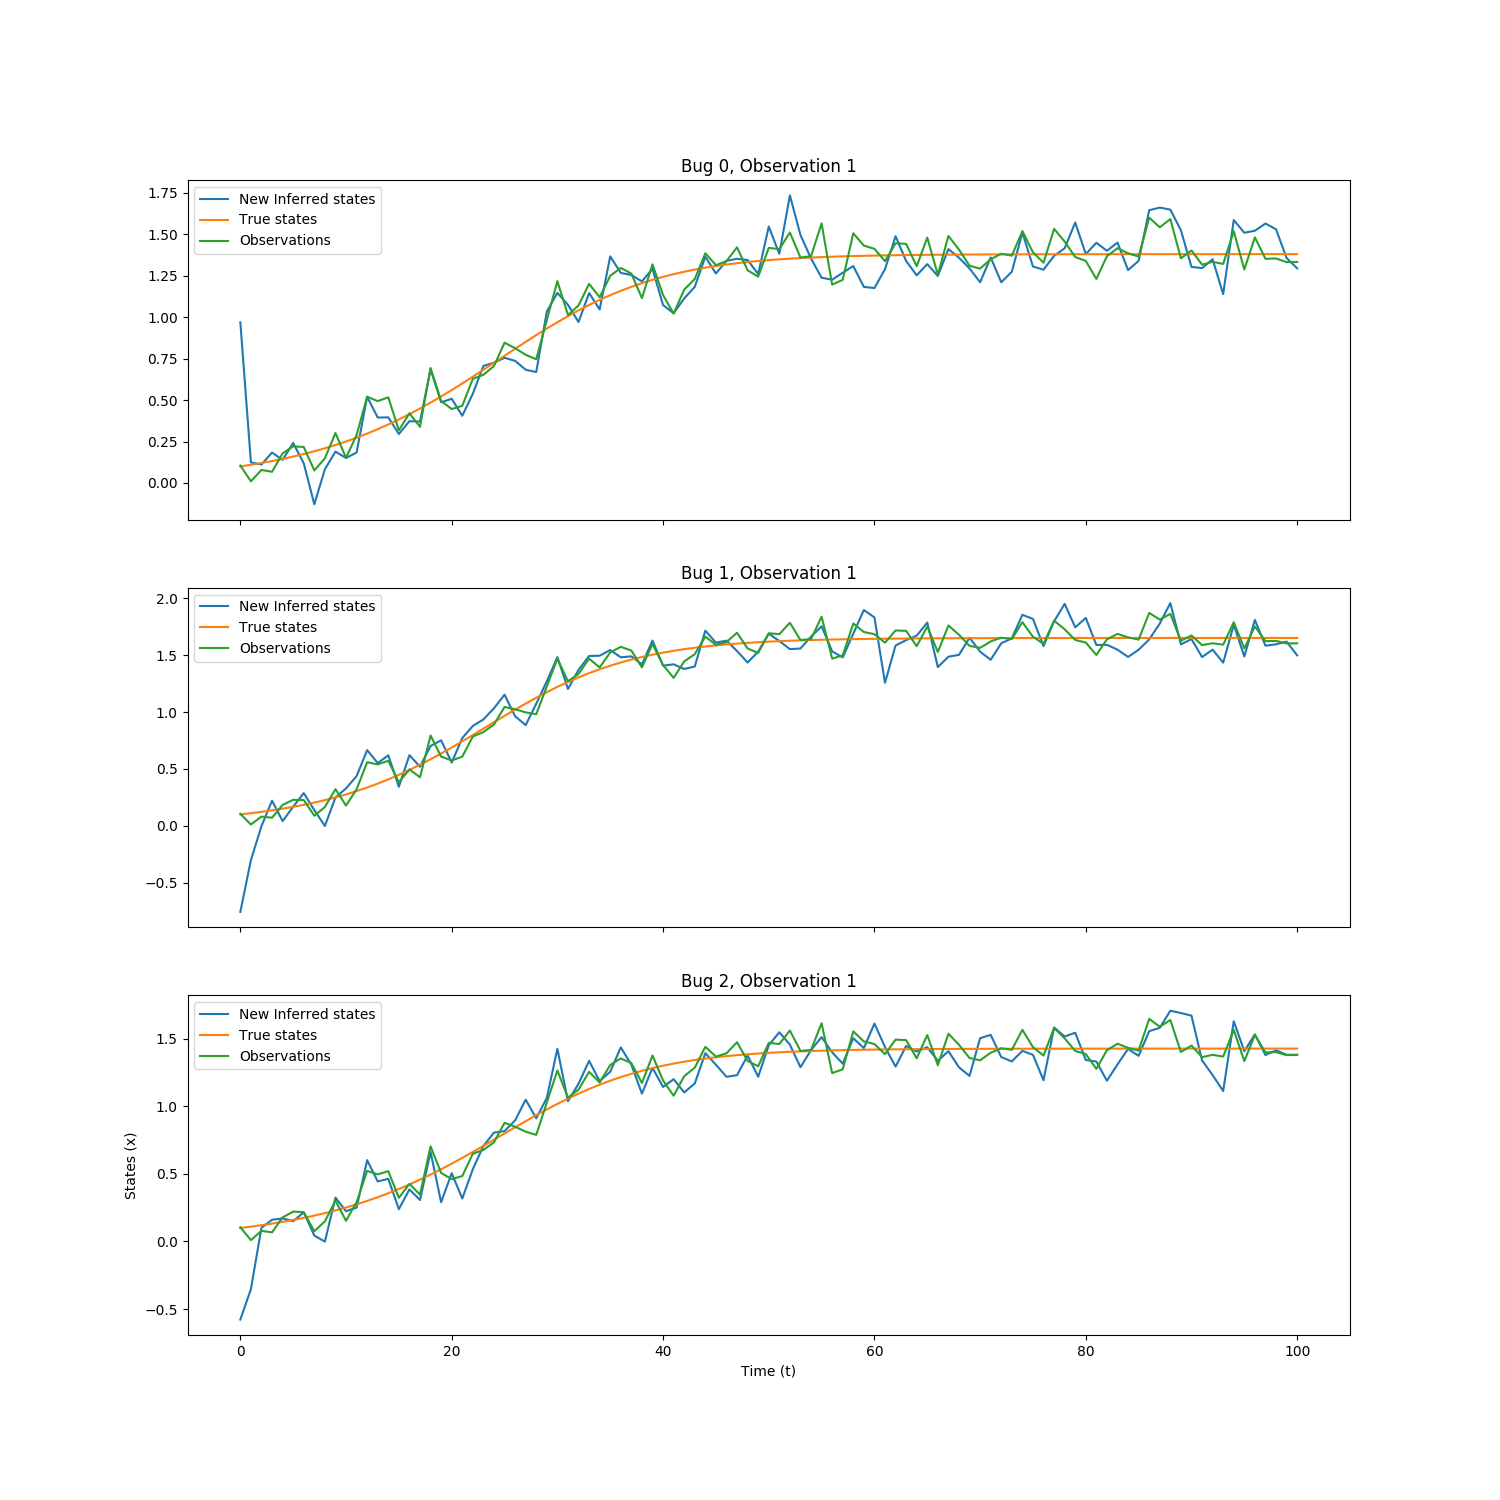 Bug 0, Observation 1
New Inferred states
True states
Observations
1.75
1.50
1.25
1.00
0.75
0.50
0.25
0.00
Bug 1, Observation 1
New Inferred states
True states
Observations
2.0
1.5
1.0
0.5
0.0
−0.5
Bug 2, Observation 1
New Inferred states
True states
Observations
1.5
1.0
0.5
0.0
−0.5
States (x)
0 20 40 60 80 100
Time (t)